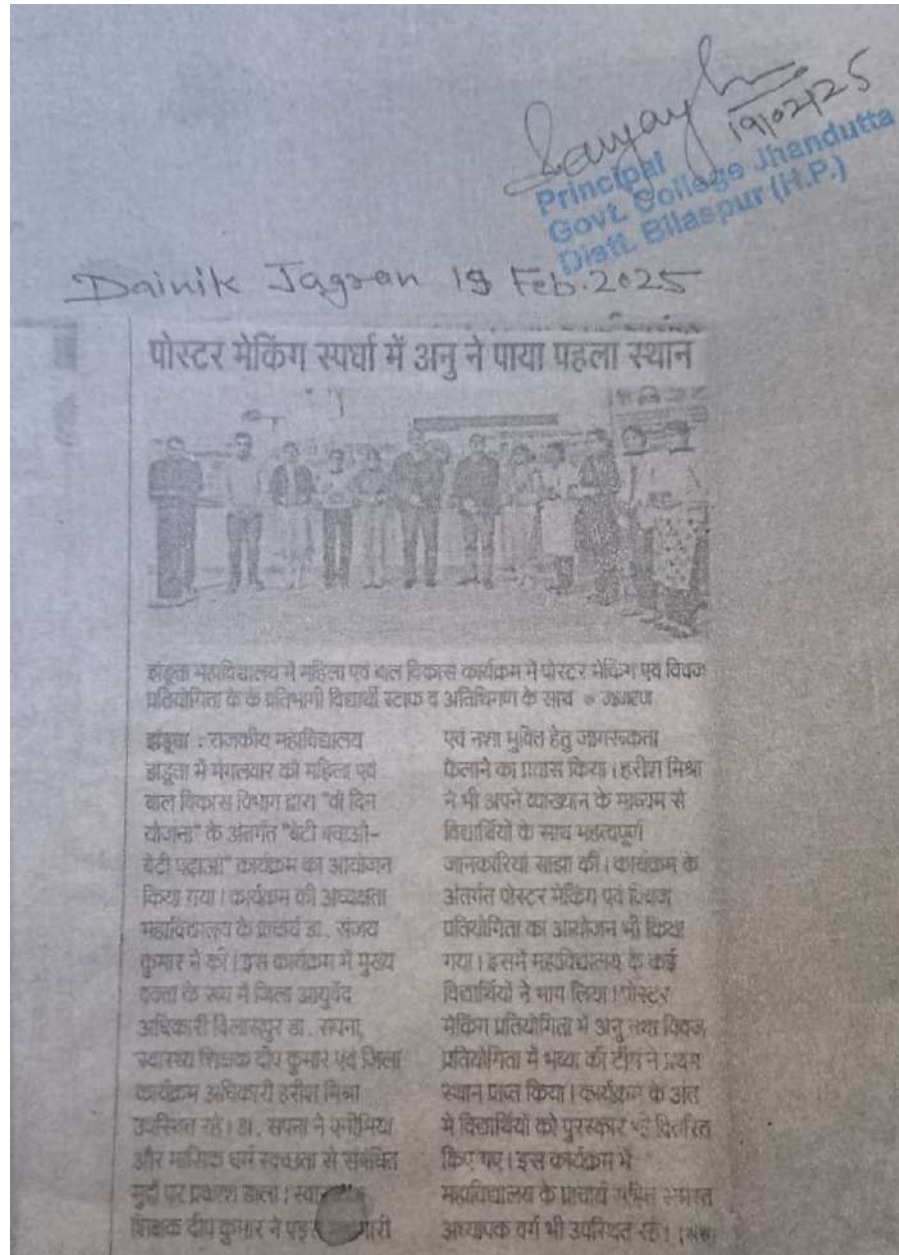 Sanjay
19/02/25
Principal
Govt. College Jhandutta
Distt. Bilaspur (H.P.)
Dainik Jagran 19 Feb. 2025
पोस्टर मेकिंग स्पर्धा में अनु ने पाया पहला स्थान
झंडूता महाविद्यालय में महिला एवं बाल विकास कार्यक्रम में पोस्टर मेकिंग एवं क्विज
प्रतियोगिता के के प्रतिभागी विद्यार्थी स्टाफ व अतिथिगण के साथ ● जागरण
झंडूता : राजकीय महाविद्यालय
झंडूता में मंगलवार को महिला एवं
बाल विकास विभाग द्वारा "वो दिन
योजना" के अंतर्गत "बेटी बचाओ-
बेटी पढ़ाओ" कार्यक्रम का आयोजन
किया गया। कार्यक्रम की अध्यक्षता
महाविद्यालय के प्राचार्य डा. संजय
कुमार ने की। इस कार्यक्रम में मुख्य
वक्ता के रूप में जिला आयुर्वेद
अधिकारी बिलासपुर डा. सपना,
स्वास्थ्य शिक्षक दीप कुमार एवं जिला
कार्यक्रम अधिकारी हरीश मिश्रा
उपस्थित रहे। डा. सपना ने एनीमिया
और मासिक धर्म स्वच्छता से संबंधित
मुद्दों पर प्रकाश डाला।
शिक्षक दीप कुमार ने एड्स
एवं नशा मुक्ति हेतु जागरूकता
फैलाने का प्रयास किया। हरीश मिश्रा
ने भी अपने व्याख्यान के माध्यम से
विद्यार्थियों के साथ महत्वपूर्ण
जानकारियां साझा की। कार्यक्रम के
अंतर्गत पोस्टर मेकिंग एवं क्विज
प्रतियोगिता का आयोजन भी किया
गया। इसमें महाविद्यालय के कई
विद्यार्थियों ने भाग लिया। पोस्टर
मेकिंग प्रतियोगिता में अनु तथा क्विज
प्रतियोगिता में भव्या की टीम ने प्रथम
स्थान प्राप्त किया। कार्यक्रम के अंत
में विद्यार्थियों को पुरस्कार भी वितरित
किए गए। इस कार्यक्रम में
महाविद्यालय के प्राचार्य सहित समस्त
अध्यापक वर्ग भी उपस्थित रहे।